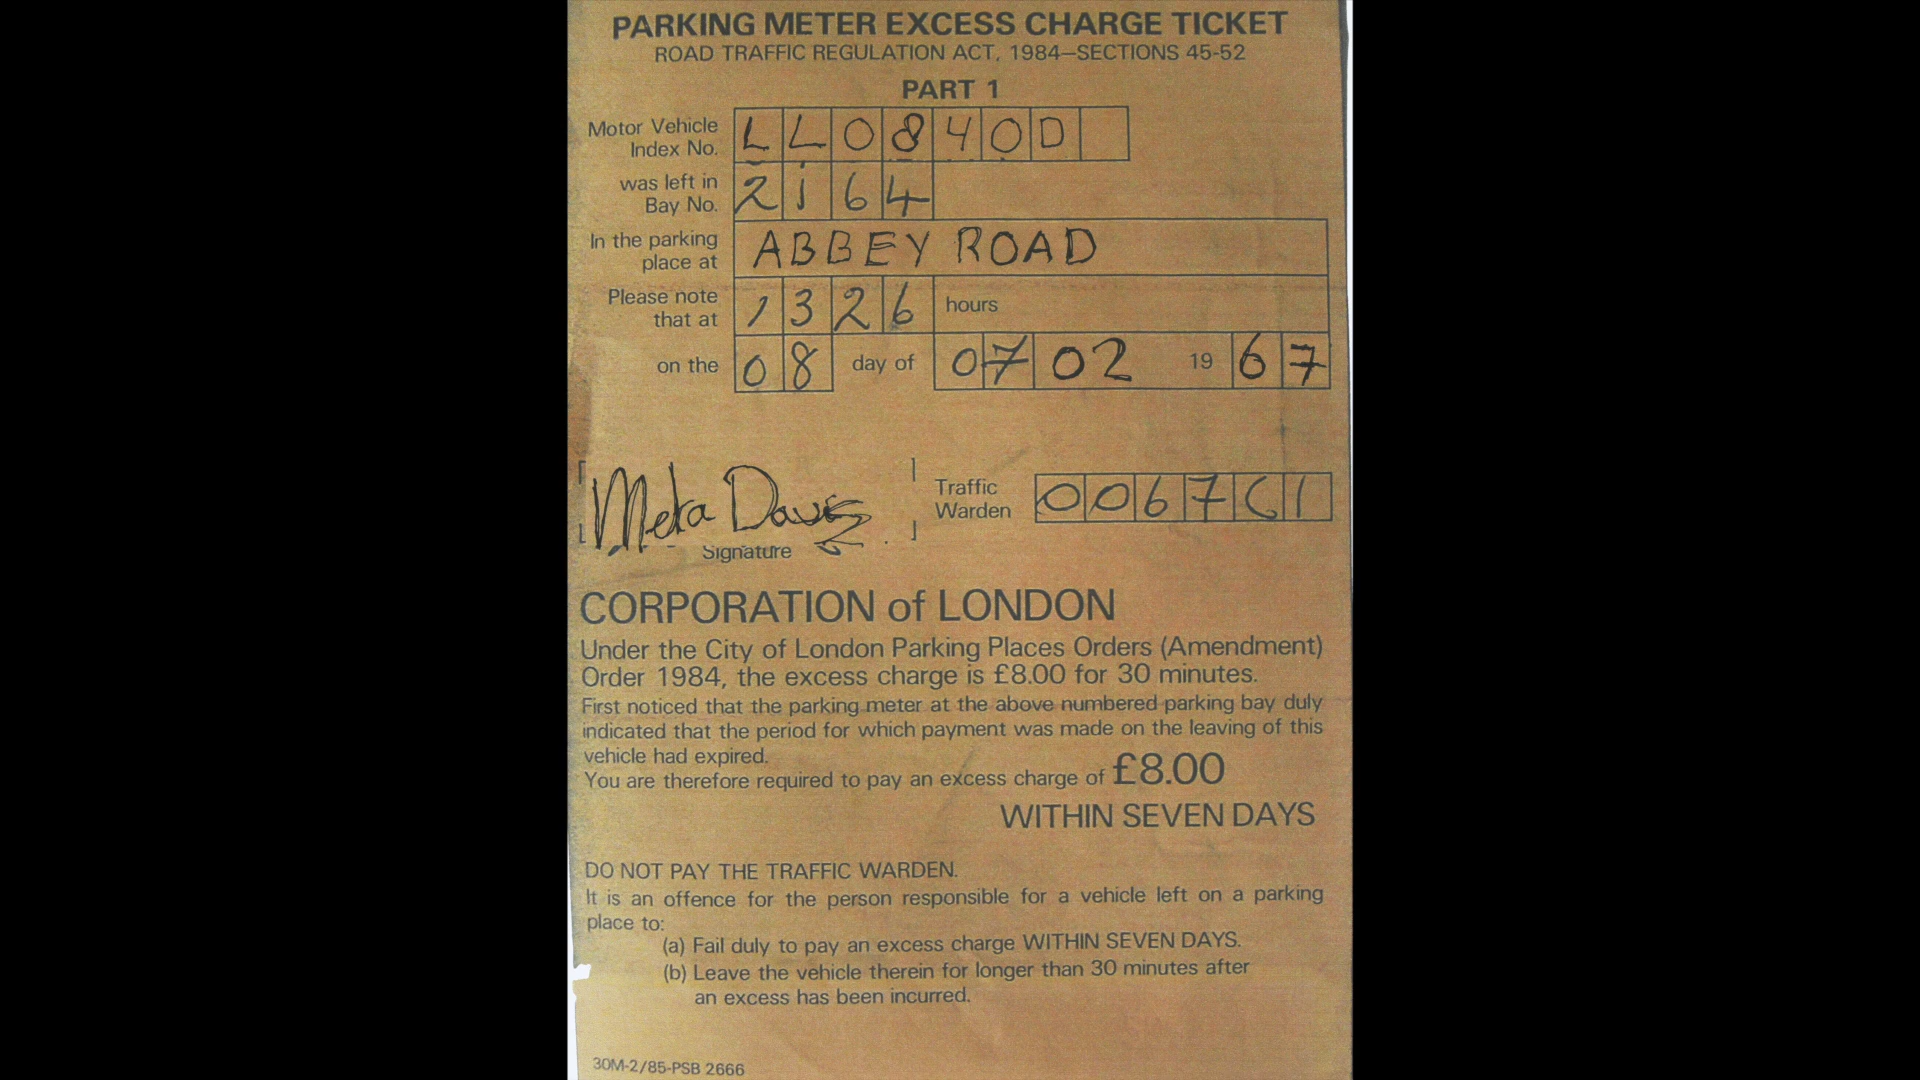 PARKING METER EXCESS CHARGE TICKET
ROAD TRAFFIC REGULATION ACT, 1984—SECTIONS 45-52
PART 1
Motor Vehicle Index No. LLO840D
was left in Bay No. 2164
In the parking place at ABBEY ROAD
Please note that at 1326 hours
on the 08 day of 07 02 19 67
Meta Davis
Signature
Traffic Warden 0067C1
CORPORATION of LONDON
Under the City of London Parking Places Orders (Amendment)
Order 1984, the excess charge is £8.00 for 30 minutes.
First noticed that the parking meter at the above numbered parking bay duly
indicated that the period for which payment was made on the leaving of this
vehicle had expired.
You are therefore required to pay an excess charge of £8.00
WITHIN SEVEN DAYS
DO NOT PAY THE TRAFFIC WARDEN.
It is an offence for the person responsible for a vehicle left on a parking
place to:
(a) Fail duly to pay an excess charge WITHIN SEVEN DAYS.
(b) Leave the vehicle therein for longer than 30 minutes after
an excess has been incurred.
30M-2/85-PSB 2666